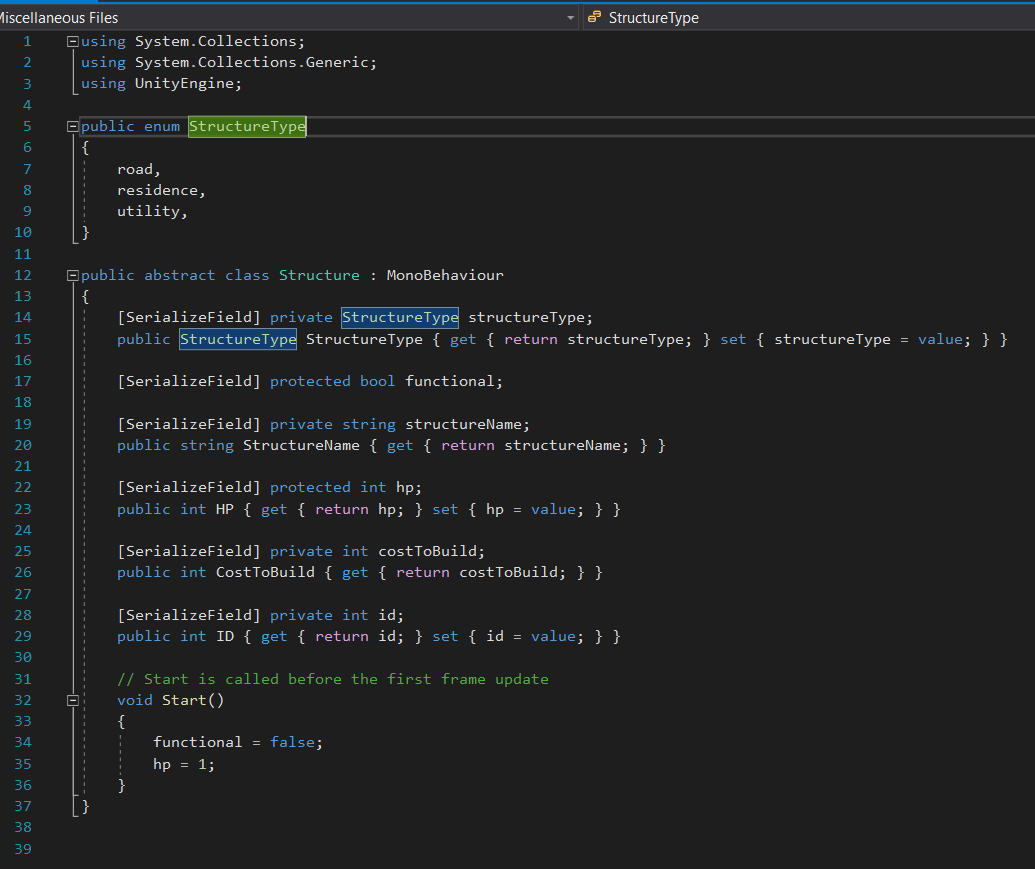 Miscellaneous Files StructureType
1 using System.Collections;
2 using System.Collections.Generic;
3 using UnityEngine;
4
5 public enum StructureType
6 {
7 road,
8 residence,
9 utility,
10 }
11
12 public abstract class Structure : MonoBehaviour
13 {
14 [SerializeField] private StructureType structureType;
15 public StructureType StructureType { get { return structureType; } set { structureType = value; } }
16
17 [SerializeField] protected bool functional;
18
19 [SerializeField] private string structureName;
20 public string StructureName { get { return structureName; } }
21
22 [SerializeField] protected int hp;
23 public int HP { get { return hp; } set { hp = value; } }
24
25 [SerializeField] private int costToBuild;
26 public int CostToBuild { get { return costToBuild; } }
27
28 [SerializeField] private int id;
29 public int ID { get { return id; } set { id = value; } }
30
31 // Start is called before the first frame update
32 void Start()
33 {
34 functional = false;
35 hp = 1;
36 }
37 }
38
39